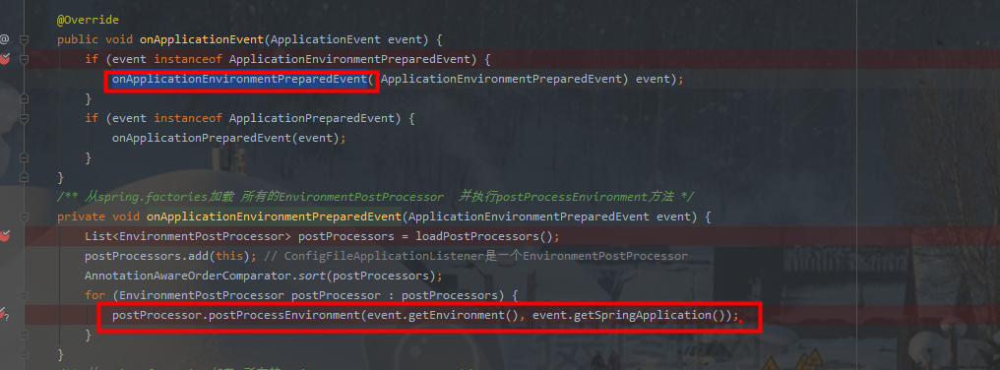 @Override
public void onApplicationEvent(ApplicationEvent event) {
if (event instanceof ApplicationEnvironmentPreparedEvent) {
onApplicationEnvironmentPreparedEvent((ApplicationEnvironmentPreparedEvent) event);
}
if (event instanceof ApplicationPreparedEvent) {
onApplicationPreparedEvent(event);
}
}
/** 从spring.factories加载 所有的EnvironmentPostProcessor 并执行postProcessEnvironment方法 */
private void onApplicationEnvironmentPreparedEvent(ApplicationEnvironmentPreparedEvent event) {
List<EnvironmentPostProcessor> postProcessors = loadPostProcessors();
postProcessors.add(this); // ConfigFileApplicationListener是一个EnvironmentPostProcessor
AnnotationAwareOrderComparator.sort(postProcessors);
for (EnvironmentPostProcessor postProcessor : postProcessors) {
postProcessor.postProcessEnvironment(event.getEnvironment(), event.getSpringApplication());
}
}